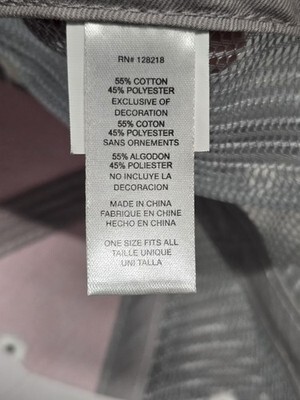 RN# 128218
55% COTTON
45% POLYESTER
EXCLUSIVE OF
DECORATION
55% COTON
45% POLYESTER
SANS ORNEMENTS
55% ALGODON
45% POLIESTER
NO INCLUYE LA
DECORACION
MADE IN CHINA
FABRIQUE EN CHINE
HECHO EN CHINA
ONE SIZE FITS ALL
TAILLE UNIQUE
UNI TALLA